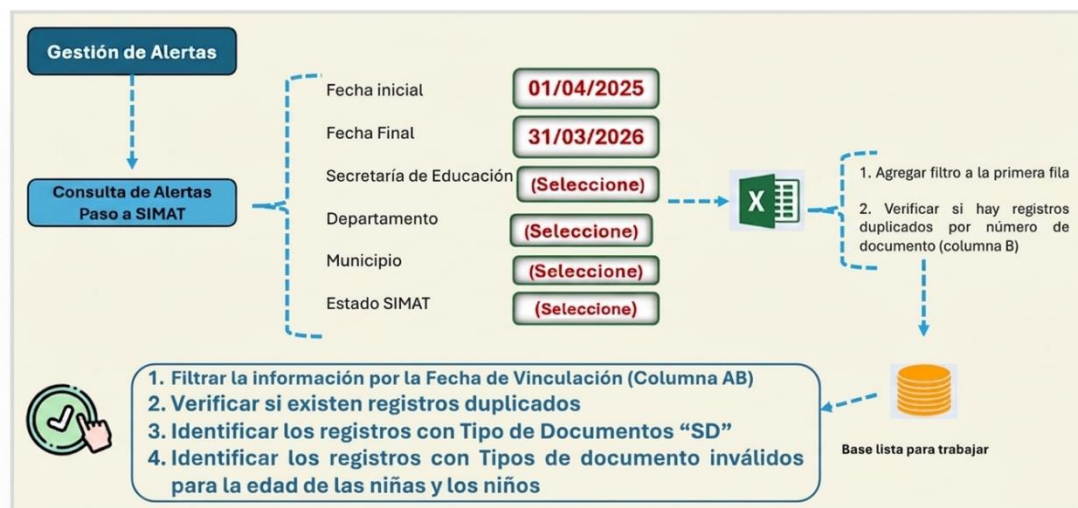 Gestión de Alertas
Consulta de Alertas
Paso a SIMAT
Fecha inicial
01/04/2025
Fecha Final
31/03/2026
Secretaría de Educación
(Seleccione)
Departamento
(Seleccione)
Municipio
(Seleccione)
Estado SIMAT
(Seleccione)
X
1. Agregar filtro a la primera fila
2. Verificar si hay registros
duplicados por número de
documento (columna B)
Base lista para trabajar
1. Filtrar la información por la Fecha de Vinculación (Columna AB)
2. Verificar si existen registros duplicados
3. Identificar los registros con Tipo de Documentos “SD”
4. Identificar los registros con Tipos de documento inválidos
para la edad de las niñas y los niños